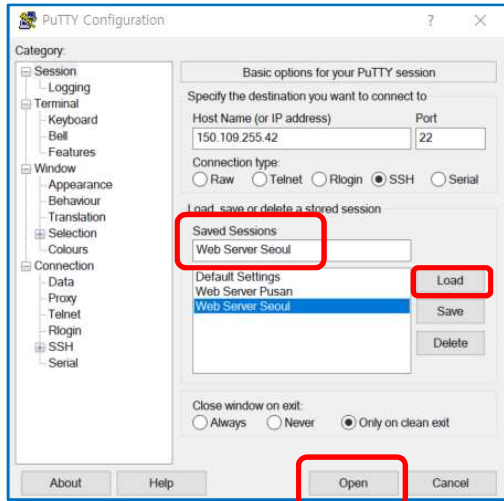 PuTTY Configuration ? ×
Category:
Session
Logging
Terminal
Keyboard
Bell
Features
Window
Appearance
Behaviour
Translation
Selection
Colours
Connection
Data
Proxy
Telnet
Rlogin
SSH
Serial
Basic options for your PuTTY session
Specify the destination you want to connect to
Host Name (or IP address) Port
150.109.255.42 22
Connection type:
Raw Telnet Rlogin SSH Serial
Load, save or delete a stored session
Saved Sessions
Web Server Seoul
Default Settings
Web Server Pusan
Web Server Seoul
Load
Save
Delete
Close window on exit:
Always Never Only on clean exit
About Help Open Cancel